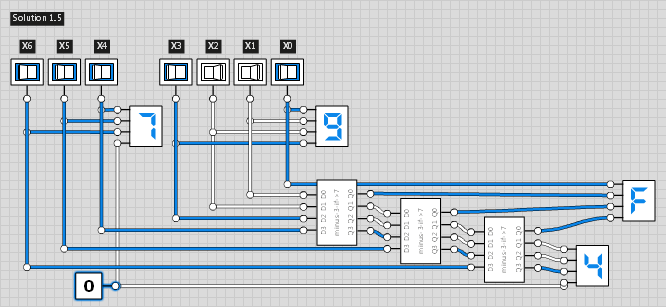 Solution 1.5
X6 X5 X4 X3 X2 X1 X0
7 9
D3 D2 D1 D0
minus-3-if->7
Q3 Q2 Q1 Q0
D3 D2 D1 D0
minus-3-if->7
Q3 Q2 Q1 Q0
D3 D2 D1 D0
minus-3-if->7
Q3 Q2 Q1 Q0
F
4
0